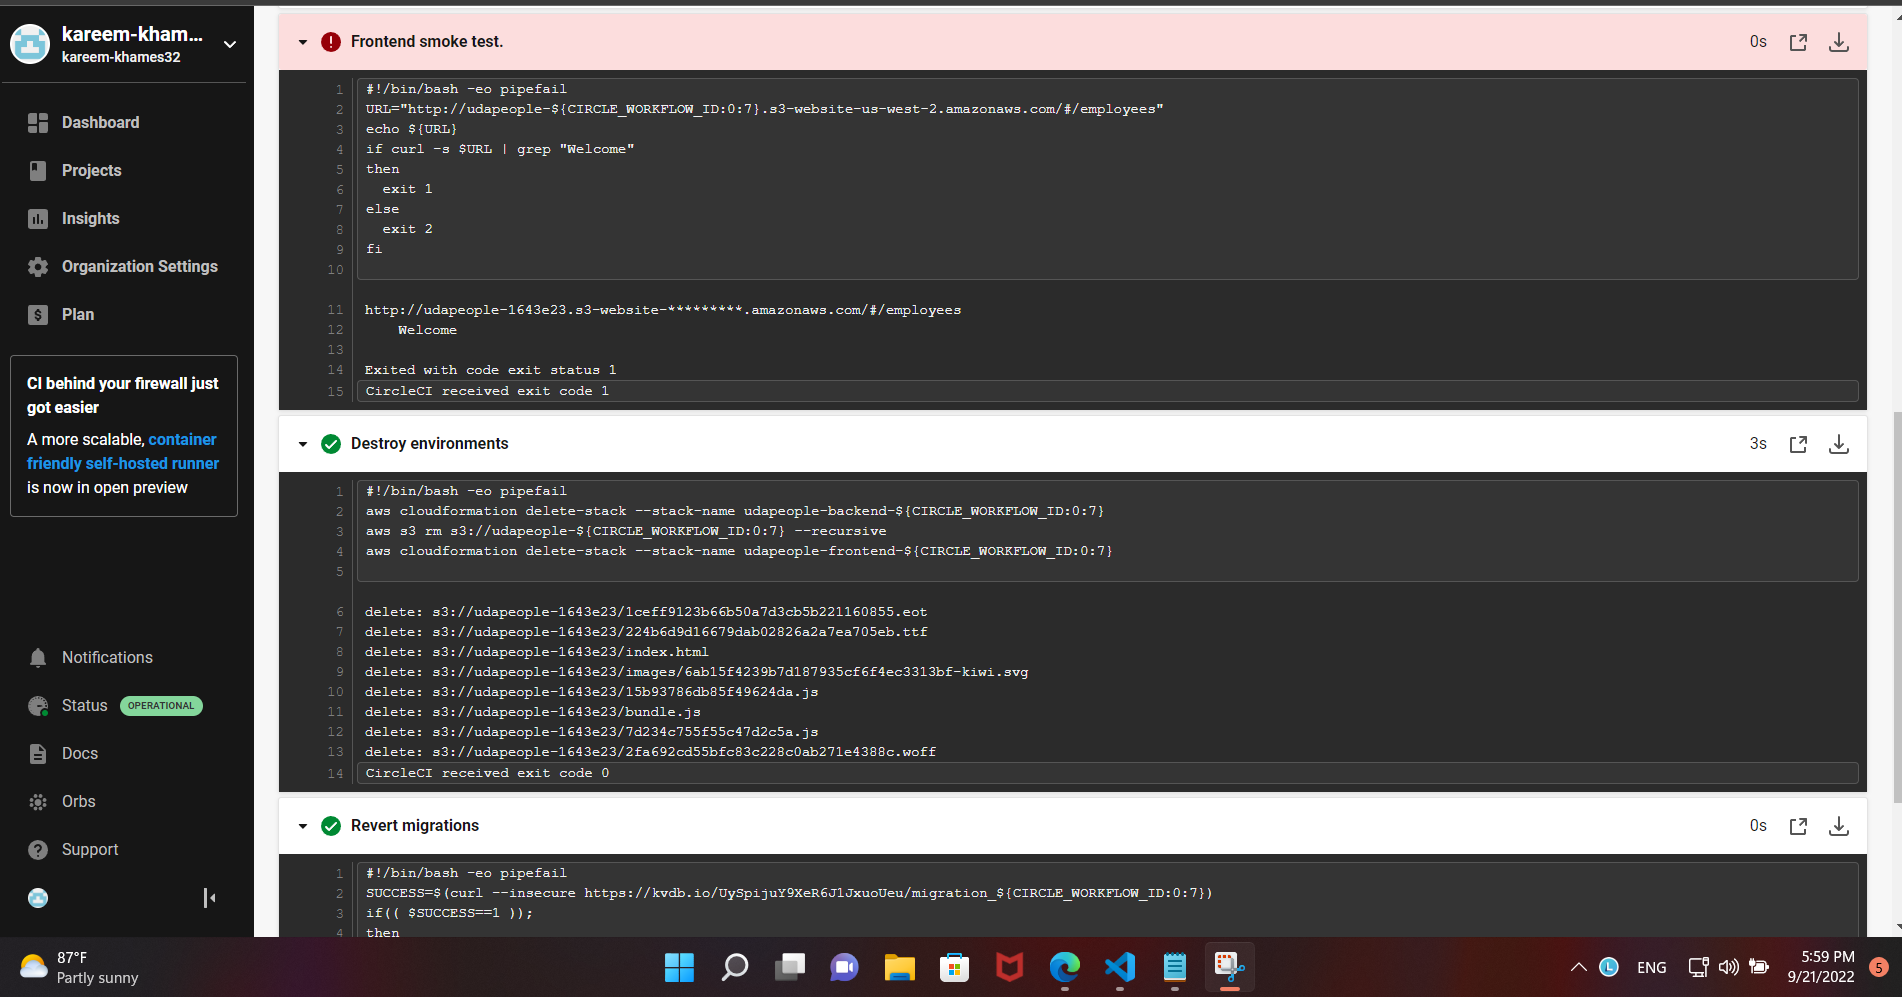 kareem-kham...
kareem-khames32
Dashboard
Projects
Insights
Organization Settings
Plan
CI behind your firewall just
got easier
A more scalable, container
friendly self-hosted runner
is now in open preview
Notifications
Status OPERATIONAL
Docs
Orbs
Support
Frontend smoke test. 0s
1 #!/bin/bash -eo pipefail
2 URL="http://udapeople-${CIRCLE_WORKFLOW_ID:0:7}.s3-website-us-west-2.amazonaws.com/#/employees"
3 echo ${URL}
4 if curl -s $URL | grep "Welcome"
5 then
6 exit 1
7 else
8 exit 2
9 fi
10
11 http://udapeople-1643e23.s3-website-*********.amazonaws.com/#/employees
12 Welcome
13
14 Exited with code exit status 1
15 CircleCI received exit code 1
Destroy environments 3s
1 #!/bin/bash -eo pipefail
2 aws cloudformation delete-stack --stack-name udapeople-backend-${CIRCLE_WORKFLOW_ID:0:7}
3 aws s3 rm s3://udapeople-${CIRCLE_WORKFLOW_ID:0:7} --recursive
4 aws cloudformation delete-stack --stack-name udapeople-frontend-${CIRCLE_WORKFLOW_ID:0:7}
5
6 delete: s3://udapeople-1643e23/1ceff9123b66b50a7d3cb5b221160855.eot
7 delete: s3://udapeople-1643e23/224b6d9d16679dab02826a2a7ea705eb.ttf
8 delete: s3://udapeople-1643e23/index.html
9 delete: s3://udapeople-1643e23/images/6ab15f4239b7d187935cf6f4ec3313bf-kiwi.svg
10 delete: s3://udapeople-1643e23/15b93786db85f49624da.js
11 delete: s3://udapeople-1643e23/bundle.js
12 delete: s3://udapeople-1643e23/7d234c755f55c47d2c5a.js
13 delete: s3://udapeople-1643e23/2fa692cd55bfc83c228c0ab271e4388c.woff
14 CircleCI received exit code 0
Revert migrations 0s
1 #!/bin/bash -eo pipefail
2 SUCCESS=$(curl --insecure https://kvdb.io/UySpijuY9XeR6J1JxuoUeu/migration_${CIRCLE_WORKFLOW_ID:0:7})
3 if(( $SUCCESS==1 ));
4 then
87°F
Partly sunny
L
ENG
5:59 PM
9/21/2022
5